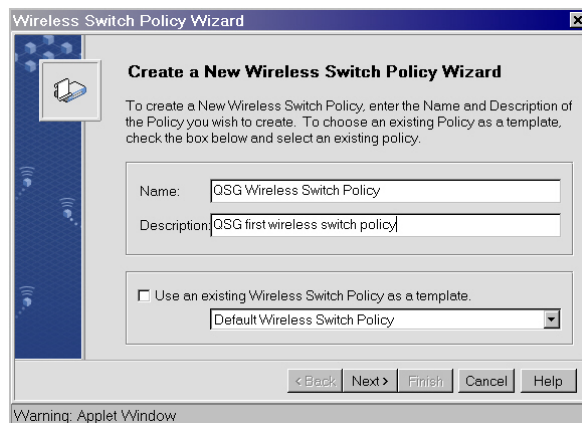 Wireless Switch Policy Wizard
Create a New Wireless Switch Policy Wizard
To create a New Wireless Switch Policy, enter the Name and Description of
the Policy you wish to create. To choose an existing Policy as a template,
check the box below and select an existing policy.
Name: QSG Wireless Switch Policy
Description: QSG first wireless switch policy
Use an existing Wireless Switch Policy as a template.
Default Wireless Switch Policy
< Back Next > Finish Cancel Help
Warning: Applet Window